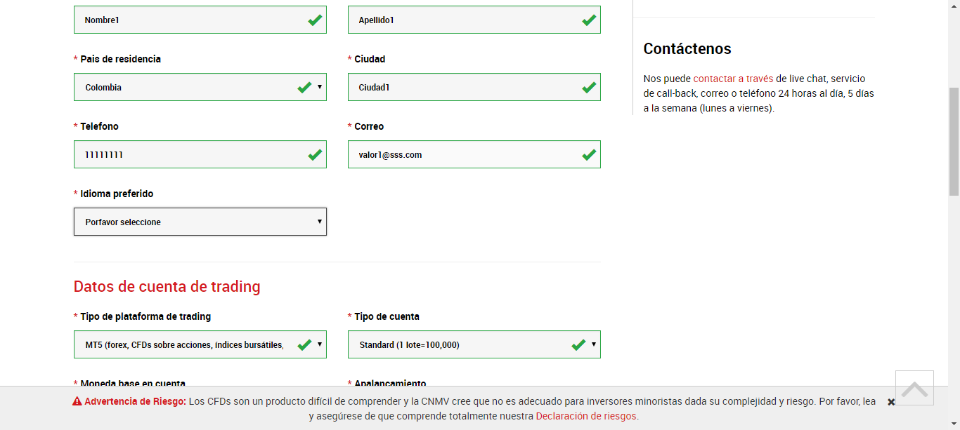 Nombre1
Apellido1
* Pais de residencia
* Ciudad
Colombia
Ciudad1
* Telefono
* Correo
11111111
valor1@sss.com
* Idioma preferido
Porfavor seleccione
Datos de cuenta de trading
* Tipo de plataforma de trading
* Tipo de cuenta
MT5 (forex, CFDs sobre acciones, índices bursátiles,
Standard (1 lote=100,000)
* Moneda base en cuenta
* Apalancamiento
Contáctenos
Nos puede contactar a través de live chat, servicio
de call-back, correo o teléfono 24 horas al día, 5 días
a la semana (lunes a viernes).
Advertencia de Riesgo: Los CFDs son un producto difícil de comprender y la CNMV cree que no es adecuado para inversores minoristas dada su complejidad y riesgo. Por favor, lea
y asegúrese de que comprende totalmente nuestra Declaración de riesgos.